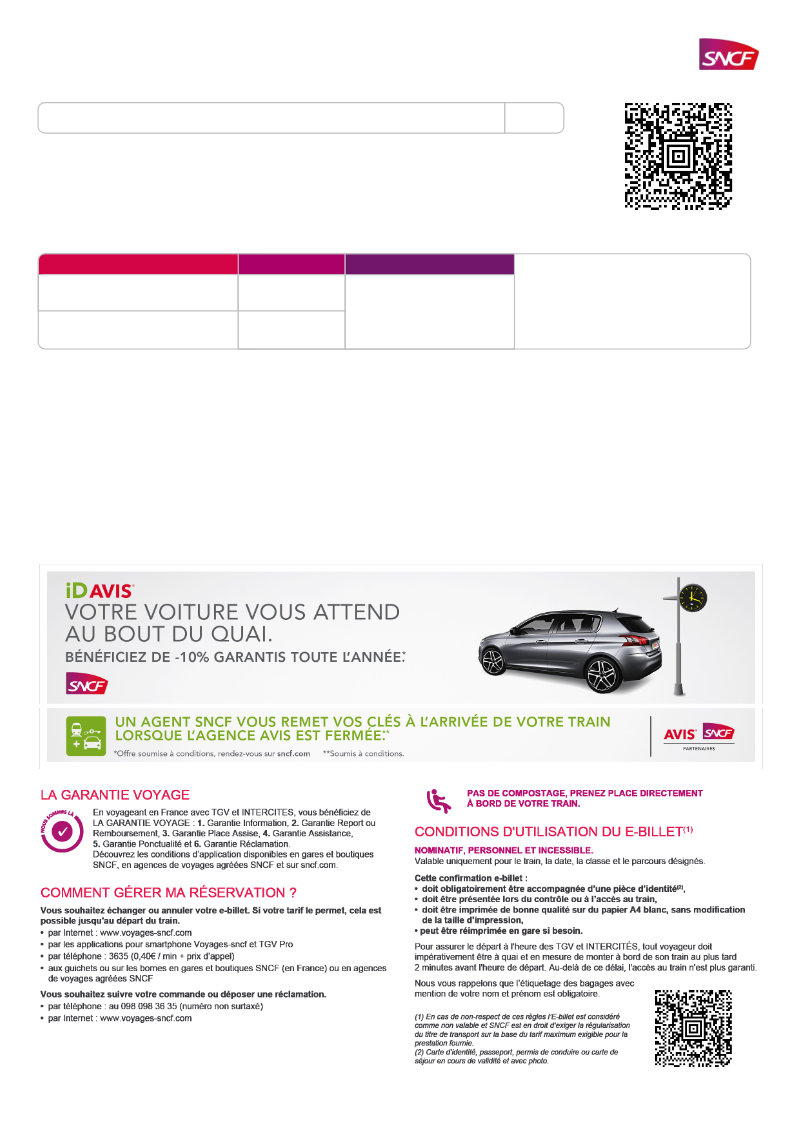 SNCF
iDAVIS*
VOTRE VOITURE VOUS ATTEND
AU BOUT DU QUAI.
BÉNÉFICIEZ DE -10% GARANTIS TOUTE L'ANNÉE.*
SNCF
UN AGENT SNCF VOUS REMET VOS CLÉS À L'ARRIVÉE DE VOTRE TRAIN
LORSQUE L'AGENCE AVIS EST FERMÉE.**
*Offre soumise à conditions, rendez-vous sur sncf.com **Soumis à conditions.
AVIS SNCF
PARTENAIRES
LA GARANTIE VOYAGE
NOUS SOMMES LÀ
En voyageant en France avec TGV et INTERCITES, vous bénéficiez de
LA GARANTIE VOYAGE : 1. Garantie Information, 2. Garantie Report ou
Remboursement, 3. Garantie Place Assise, 4. Garantie Assistance,
5. Garantie Ponctualité et 6. Garantie Réclamation.
Découvrez les conditions d'application disponibles en gares et boutiques
SNCF, en agences de voyages agréées SNCF et sur sncf.com.
COMMENT GÉRER MA RÉSERVATION ?
Vous souhaitez échanger ou annuler votre e-billet. Si votre tarif le permet, cela est
possible jusqu'au départ du train.
• par Internet : www.voyages-sncf.com
• par les applications pour smartphone Voyages-sncf et TGV Pro
• par téléphone : 3635 (0,40€ / min + prix d'appel)
• aux guichets ou sur les bornes en gares et boutiques SNCF (en France) ou en agences
de voyages agréées SNCF
Vous souhaitez suivre votre commande ou déposer une réclamation.
• par téléphone : au 098 098 36 35 (numéro non surtaxé)
• par Internet : www.voyages-sncf.com
PAS DE COMPOSTAGE, PRENEZ PLACE DIRECTEMENT
À BORD DE VOTRE TRAIN.
CONDITIONS D'UTILISATION DU E-BILLET(1)
NOMINATIF, PERSONNEL ET INCESSIBLE.
Valable uniquement pour le train, la date, la classe et le parcours désignés.
Cette confirmation e-billet :
• doit obligatoirement être accompagnée d'une pièce d'identité(2),
• doit être présentée lors du contrôle ou à l'accès au train,
• doit être imprimée de bonne qualité sur du papier A4 blanc, sans modification
de la taille d'impression,
• peut être réimprimée en gare si besoin.
Pour assurer le départ à l'heure des TGV et INTERCITÉS, tout voyageur doit
impérativement être à quai et en mesure de monter à bord de son train au plus tard
2 minutes avant l'heure de départ. Au-delà de ce délai, l'accès au train n'est plus garanti.
Nous vous rappelons que l'étiquetage des bagages avec
mention de votre nom et prénom est obligatoire.
(1) En cas de non-respect de ces règles l'E-billet est considéré
comme non valable et SNCF est en droit d'exiger la régularisation
du titre de transport sur la base du tarif maximum exigible pour la
prestation fournie.
(2) Carte d'identité, passeport, permis de conduire ou carte de
séjour en cours de validité et avec photo.